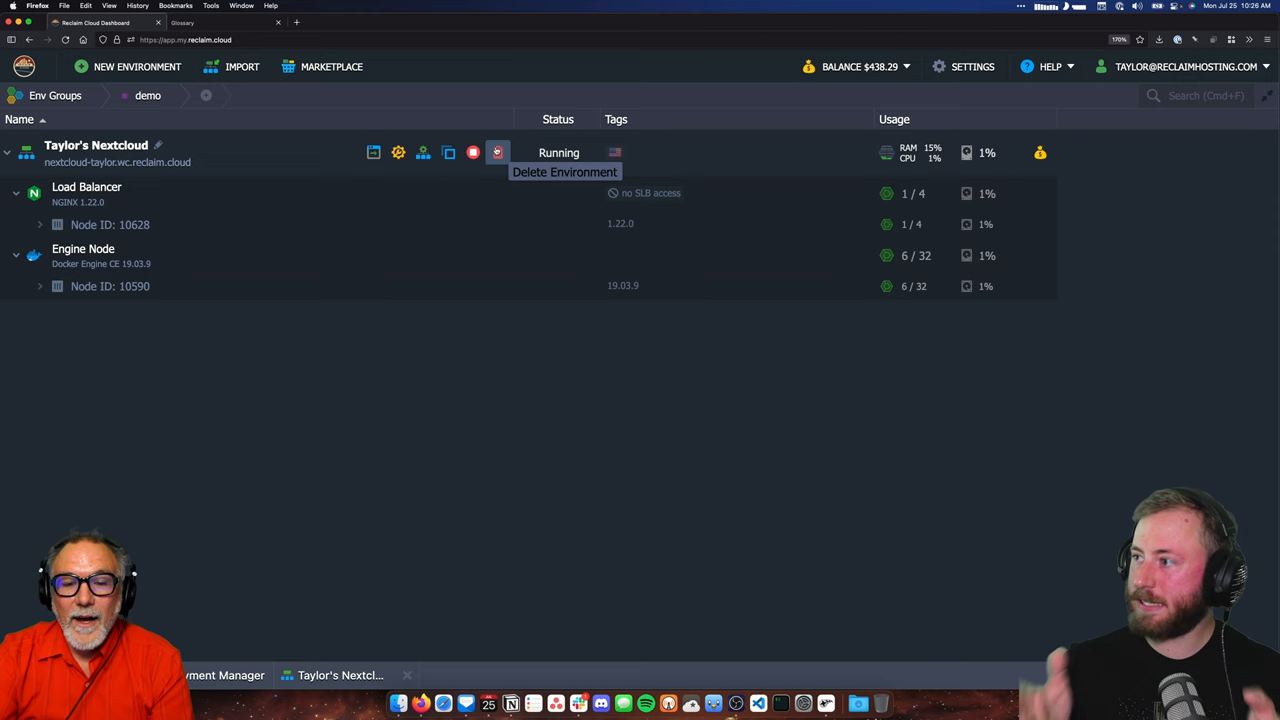 Firefox File Edit View History Bookmarks Tools Window Help
Mon Jul 25 10:26 AM
Reclaim Cloud Dashboard
Glossary
https://app.my.reclaim.cloud
170%
NEW ENVIRONMENT
IMPORT
MARKETPLACE
BALANCE $438.29
SETTINGS
HELP
TAYLOR@RECLAIMHOSTING.COM
Env Groups
demo
Search (Cmd+F)
Name
Status
Tags
Usage
Taylor's Nextcloud
nextcloud-taylor.wc.reclaim.cloud
Running
RAM 15%
CPU 1%
1%
Delete Environment
Load Balancer
NGINX 1.22.0
no SLB access
1 / 4
1%
Node ID: 10628
1.22.0
1 / 4
1%
Engine Node
Docker Engine CE 19.03.9
6 / 32
1%
Node ID: 10590
19.03.9
6 / 32
1%
yment Manager
Taylor's Nextcl...
JUL
25